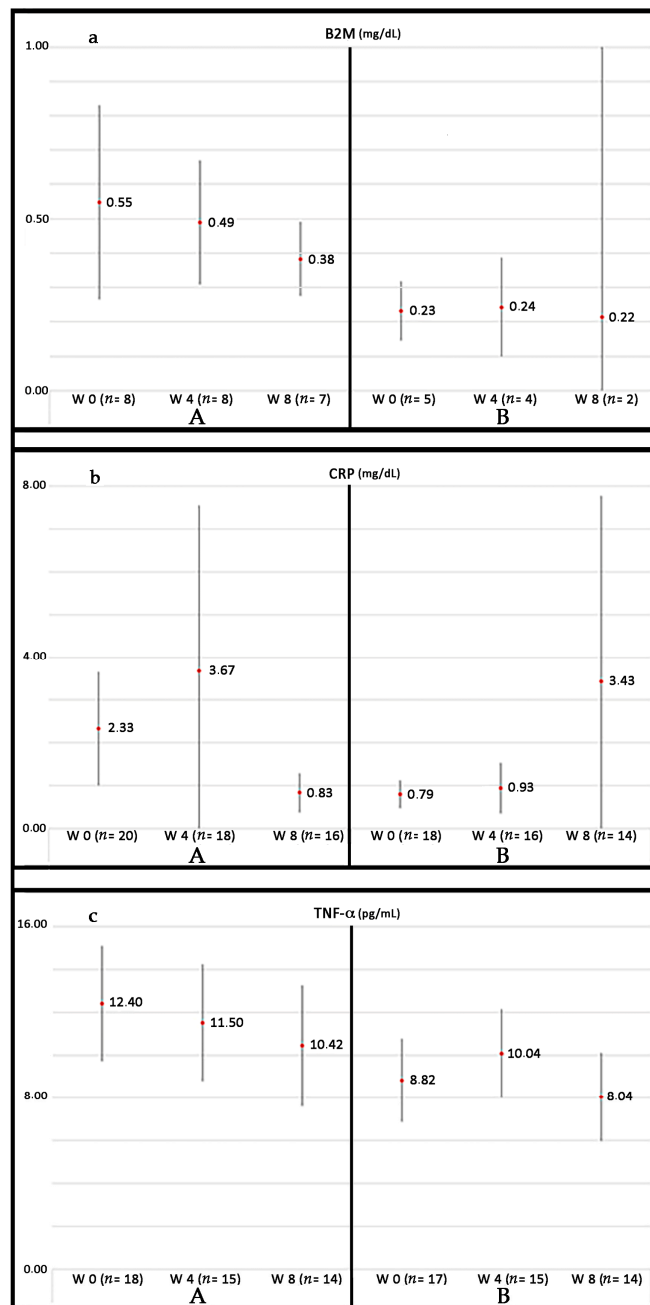 a
B2M (mg/dL)
1.00
0.55
0.49
0.50
0.38
0.23
0.24
0.22
0.00
W 0 (n= 8) W 4 (n= 8) W 8 (n= 7) W 0 (n= 5) W 4 (n= 4) W 8 (n= 2)
A B
b
CRP (mg/dL)
8.00
4.00
3.67
3.43
2.33
0.83
0.79
0.93
0.00
W 0 (n= 20) W 4 (n= 18) W 8 (n= 16) W 0 (n= 18) W 4 (n= 16) W 8 (n= 14)
A B
c
TNF-α (pg/mL)
16.00
12.40
11.50
10.42
10.04
8.82
8.00
8.04
0.00
W 0 (n= 18) W 4 (n= 15) W 8 (n= 14) W 0 (n= 17) W 4 (n= 15) W 8 (n= 14)
A B